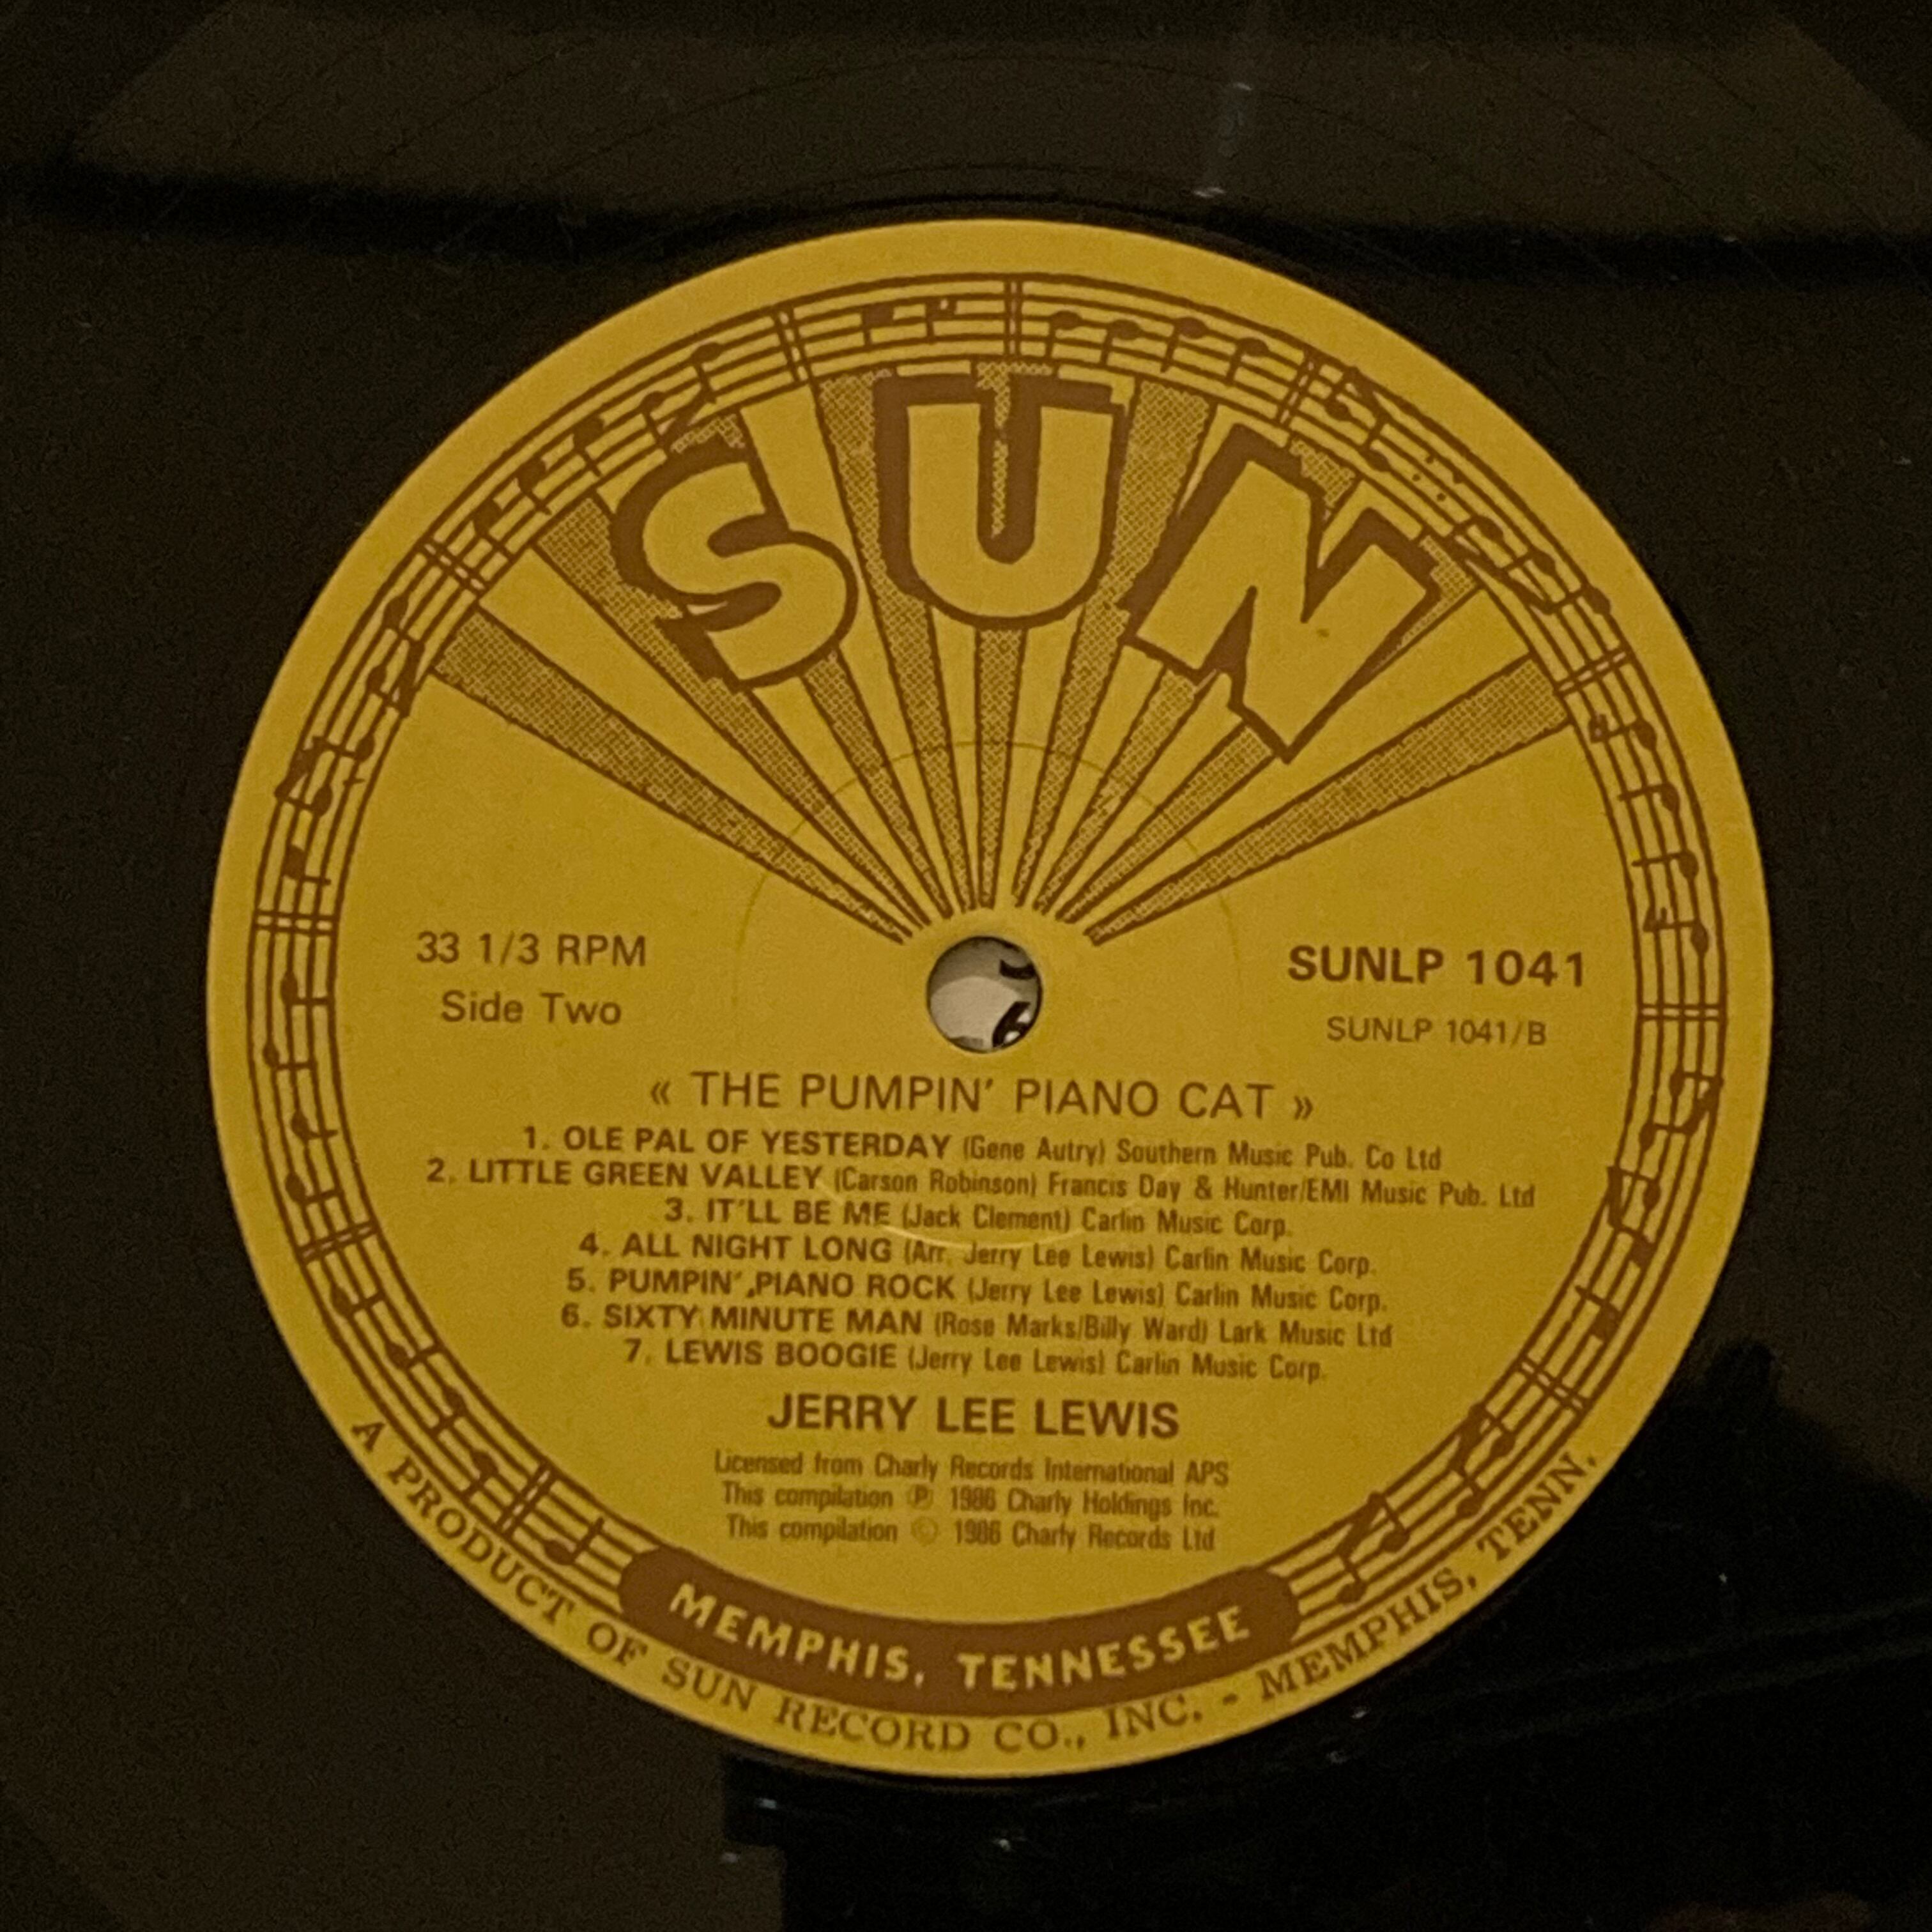 SUN
33 1/3 RPM
Side Two
SUNLP 1041
SUNLP 1041/B
« THE PUMPIN' PIANO CAT »
1. OLE PAL OF YESTERDAY (Gene Autry) Southern Music Pub. Co Ltd
2. LITTLE GREEN VALLEY (Carson Robinson) Francis Day & Hunter/EMI Music Pub. Ltd
3. IT'LL BE ME (Jack Clement) Carlin Music Corp.
4. ALL NIGHT LONG (Arr. Jerry Lee Lewis) Carlin Music Corp.
5. PUMPIN' PIANO ROCK (Jerry Lee Lewis) Carlin Music Corp.
6. SIXTY MINUTE MAN (Rose Marks/Billy Ward) Lark Music Ltd
7. LEWIS BOOGIE (Jerry Lee Lewis) Carlin Music Corp.
JERRY LEE LEWIS
Licensed from Charly Records International APS
This compilation ℗ 1986 Charly Holdings Inc.
This compilation © 1986 Charly Records Ltd
MEMPHIS, TENNESSEE
A PRODUCT OF SUN RECORD CO., INC. - MEMPHIS, TENN.